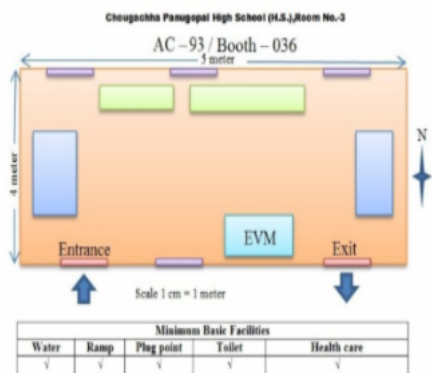 Chougachha Panugopal High School (H.S.),Room No.-3
AC – 93 / Booth – 036
5 meter
4 meter
N
EVM
Entrance
Exit
Scale 1 cm = 1 meter
Minimum Basic Facilities
Water Ramp Plug point Toilet Health care
√ √ √ √ √